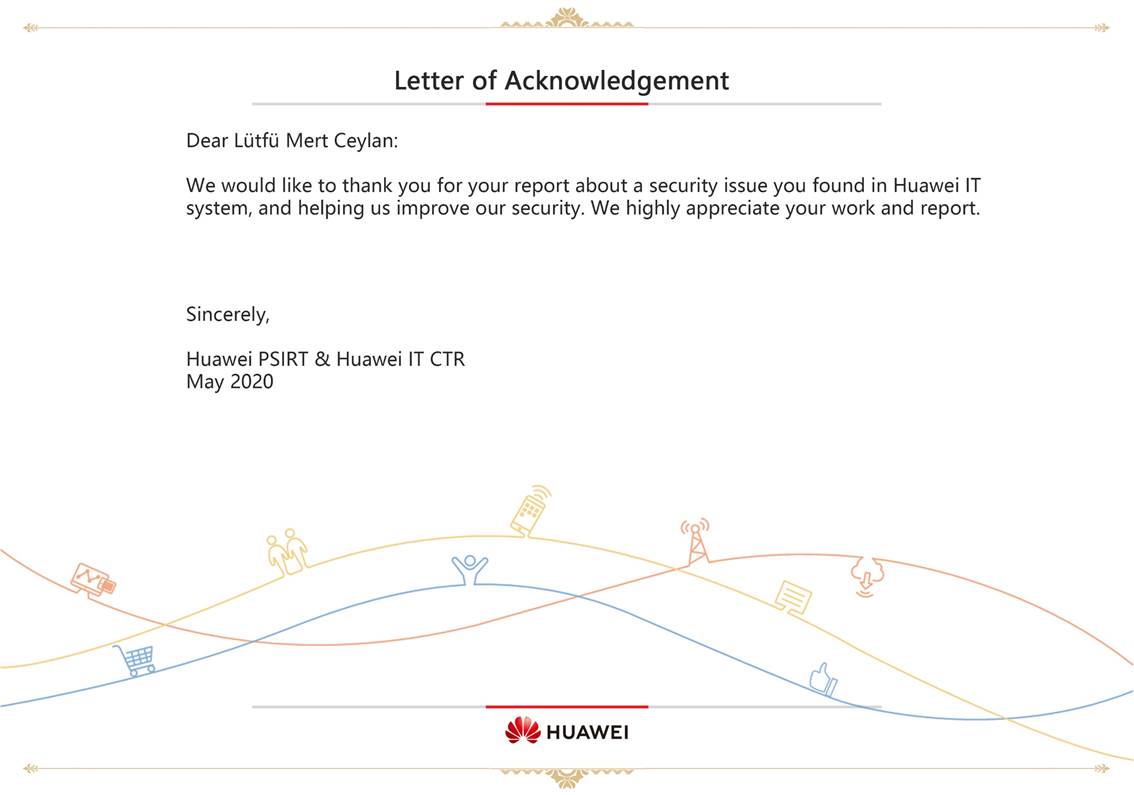 Letter of Acknowledgement
Dear Lütfü Mert Ceylan:
We would like to thank you for your report about a security issue you found in Huawei IT
system, and helping us improve our security. We highly appreciate your work and report.
Sincerely,
Huawei PSIRT & Huawei IT CTR
May 2020
HUAWEI